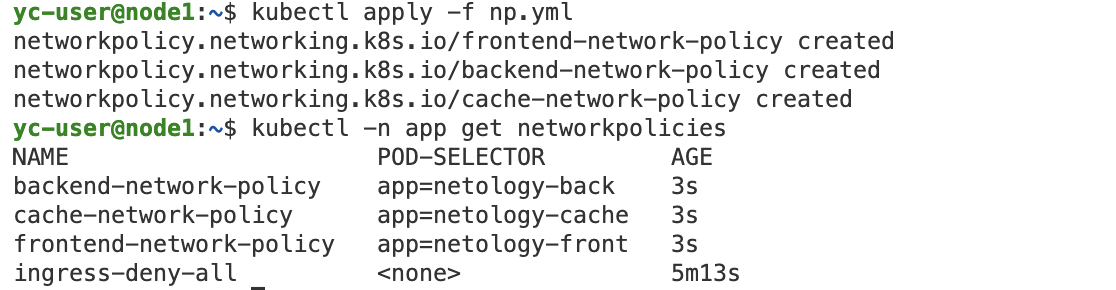 yc-user@node1:~$ kubectl apply -f np.yml
networkpolicy.networking.k8s.io/frontend-network-policy created
networkpolicy.networking.k8s.io/backend-network-policy created
networkpolicy.networking.k8s.io/cache-network-policy created
yc-user@node1:~$ kubectl -n app get networkpolicies
NAME                      POD-SELECTOR         AGE
backend-network-policy    app=netology-back    3s
cache-network-policy      app=netology-cache   3s
frontend-network-policy   app=netology-front   3s
ingress-deny-all          <none>               5m13s